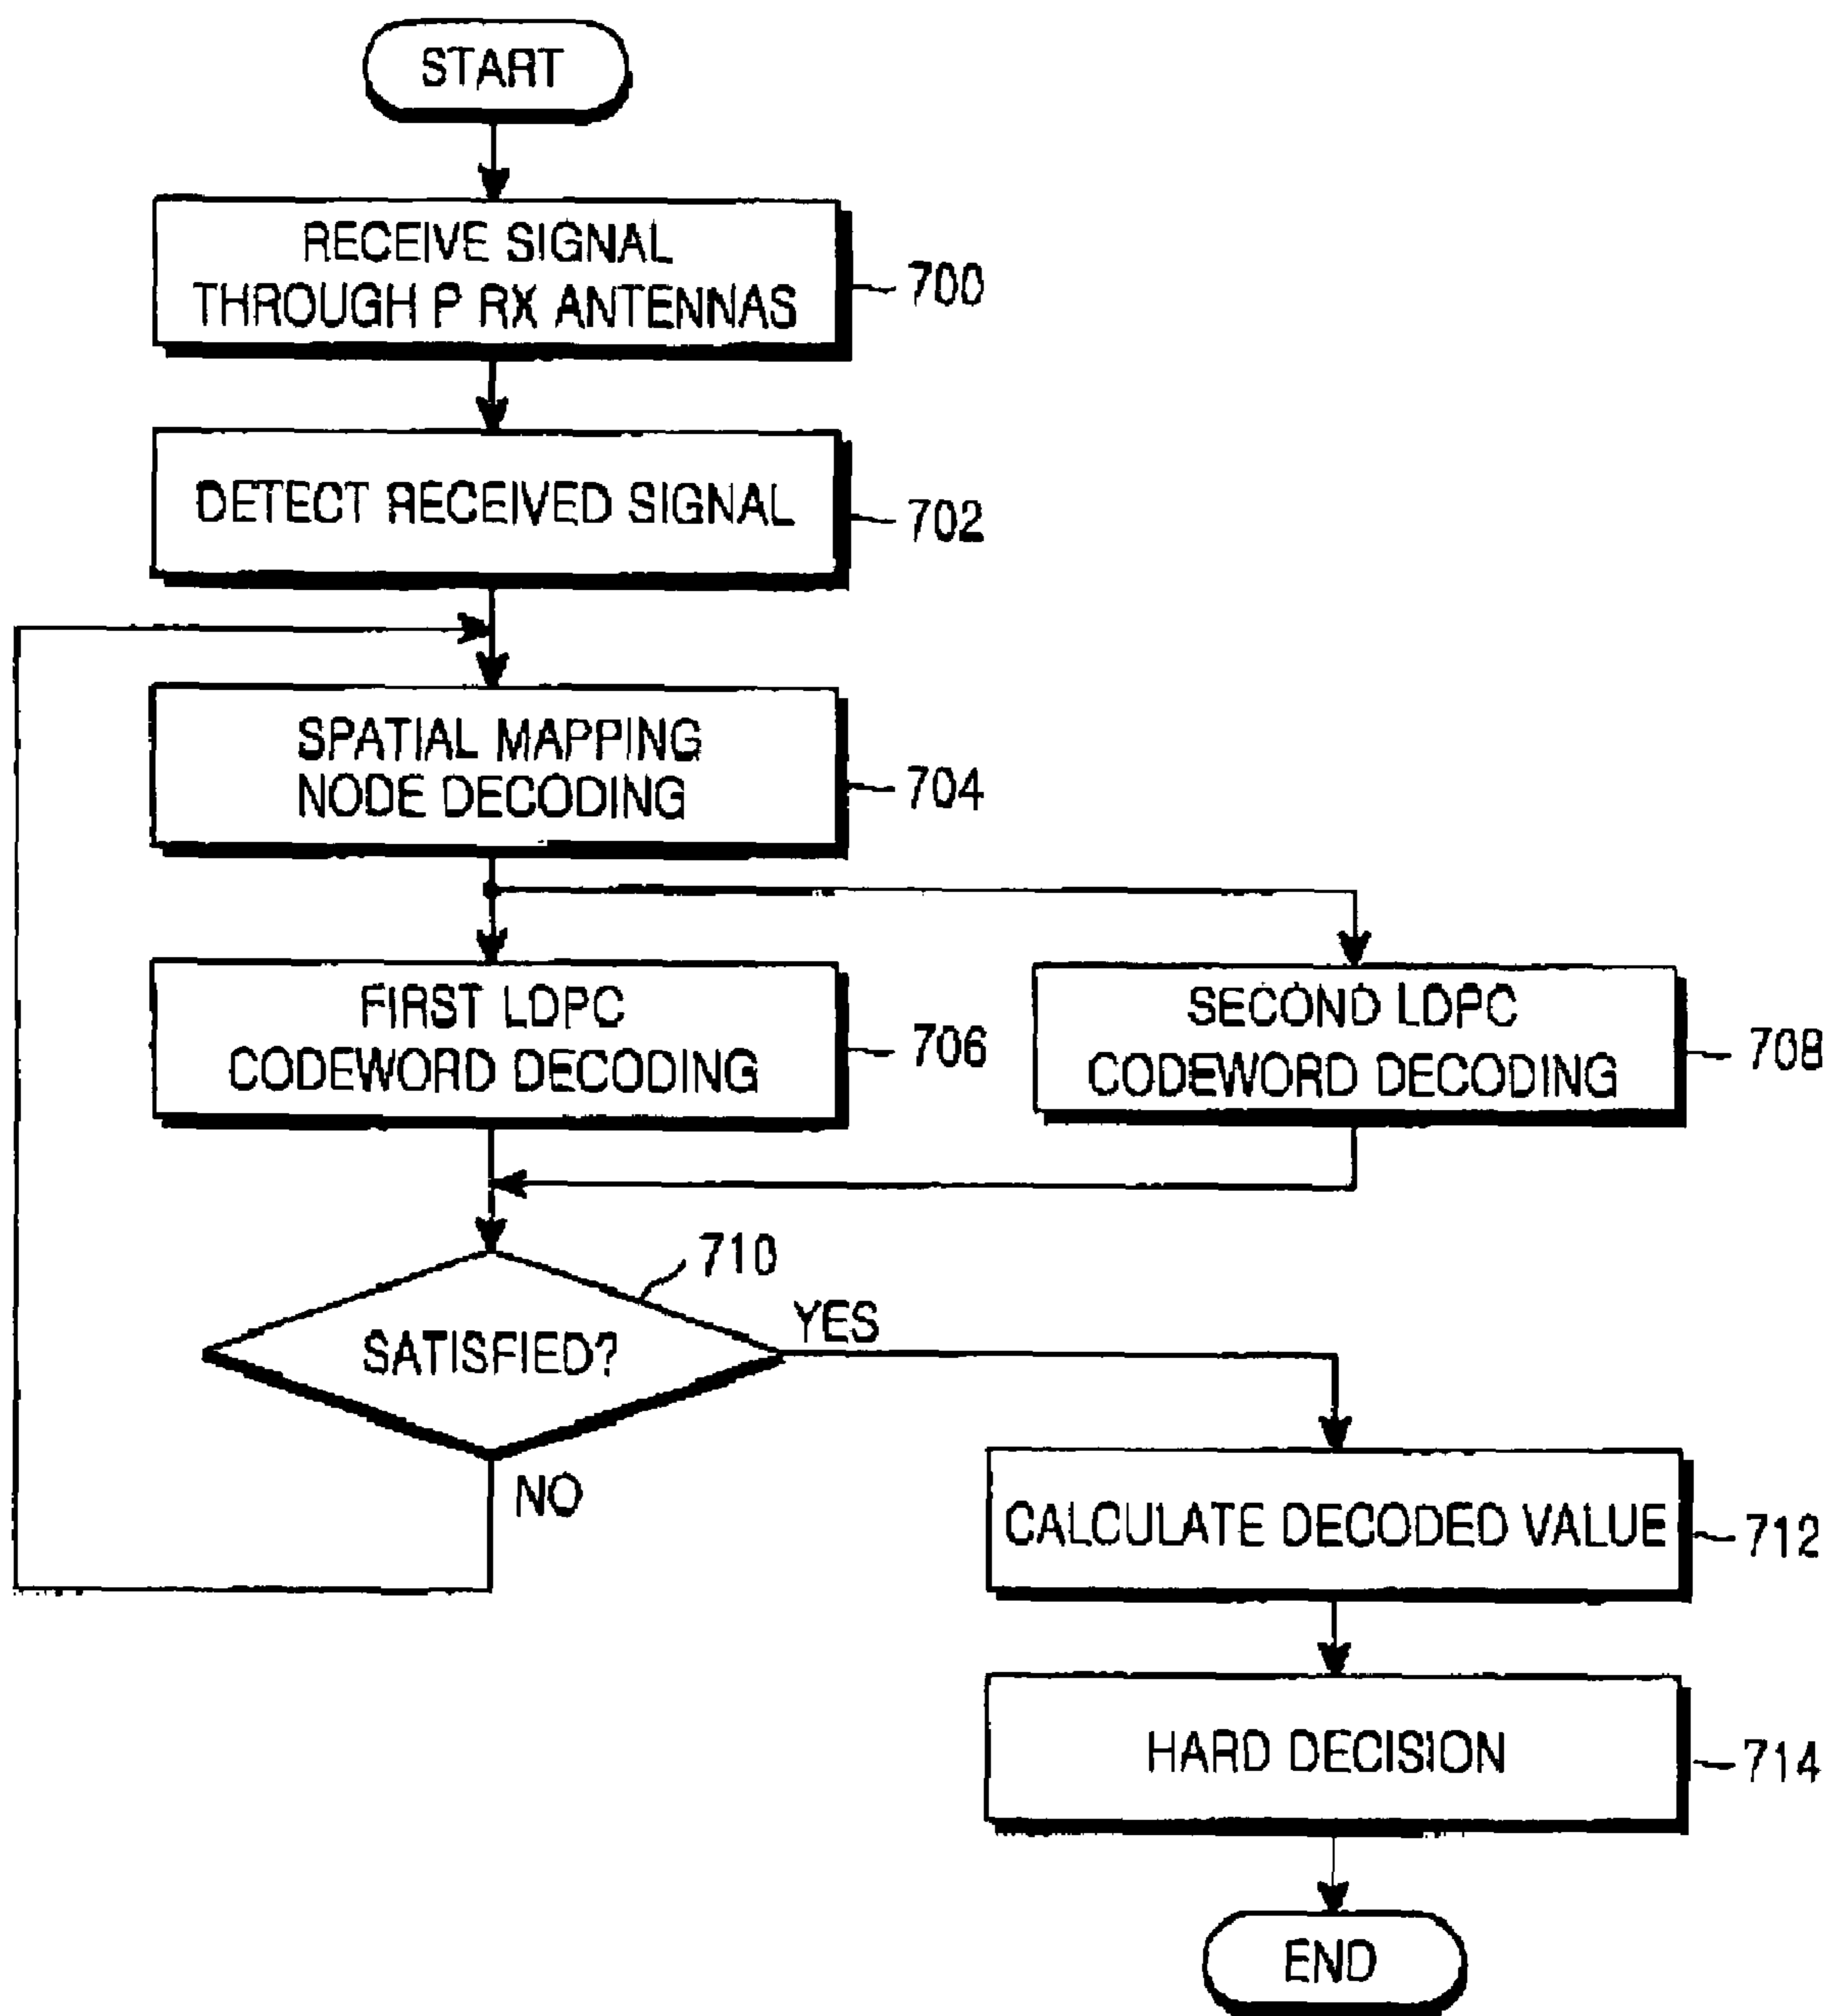 START
RECEIVE SIGNAL
THROUGH P RX ANTENNAS
700
DETECT RECEIVED SIGNAL
702
SPATIAL MAPPING
NODE DECODING
704
FIRST LDPC
CODEWORD DECODING
706
SECOND LDPC
CODEWORD DECODING
708
710
SATISFIED?
YES
NO
CALCULATE DECODED VALUE
712
HARD DECISION
714
END